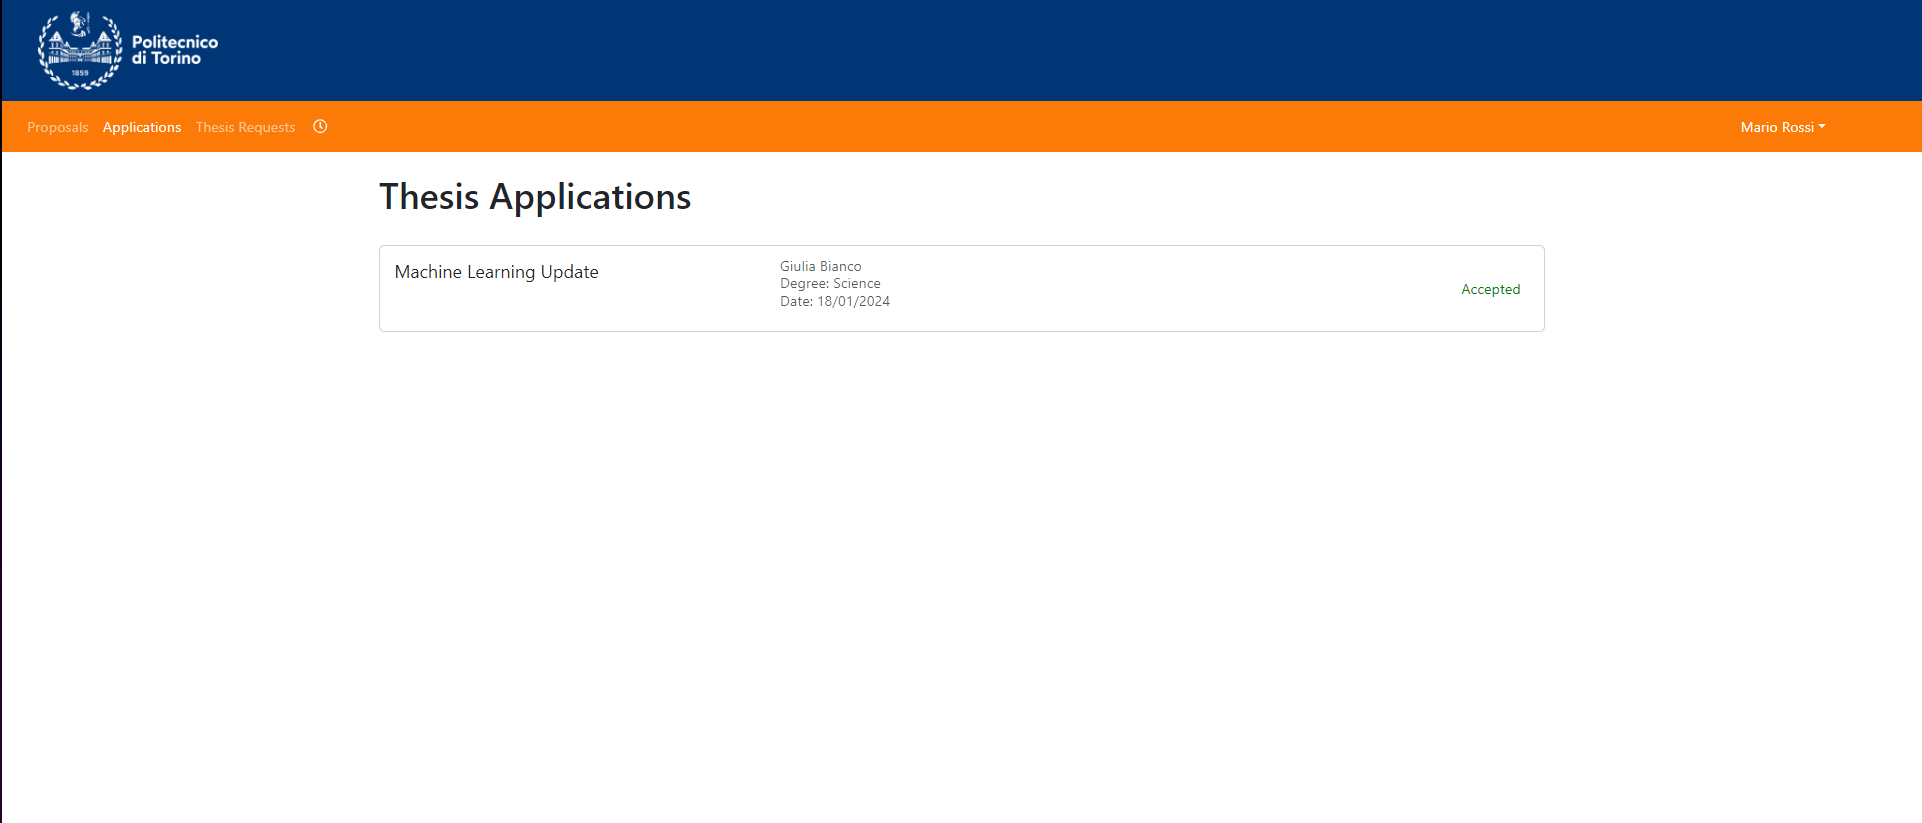 1859
Politecnico
di Torino
Proposals Applications Thesis Requests
Mario Rossi
Thesis Applications
Machine Learning Update
Giulia Bianco
Degree: Science
Date: 18/01/2024
Accepted